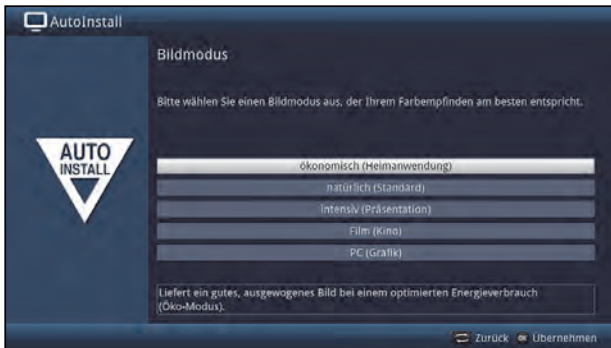 AutoInstall
Bildmodus
Bitte wählen Sie einen Bildmodus aus, der Ihrem Farbempfinden am besten entspricht.
AUTO
INSTALL
ökonomisch (Heimanwendung)
natürlich (Standard)
intensiv (Präsentation)
Film (Kino)
PC (Grafik)
Liefert ein gutes, ausgewogenes Bild bei einem optimierten Energieverbrauch
(Öko-Modus).
Zurück OK Übernehmen